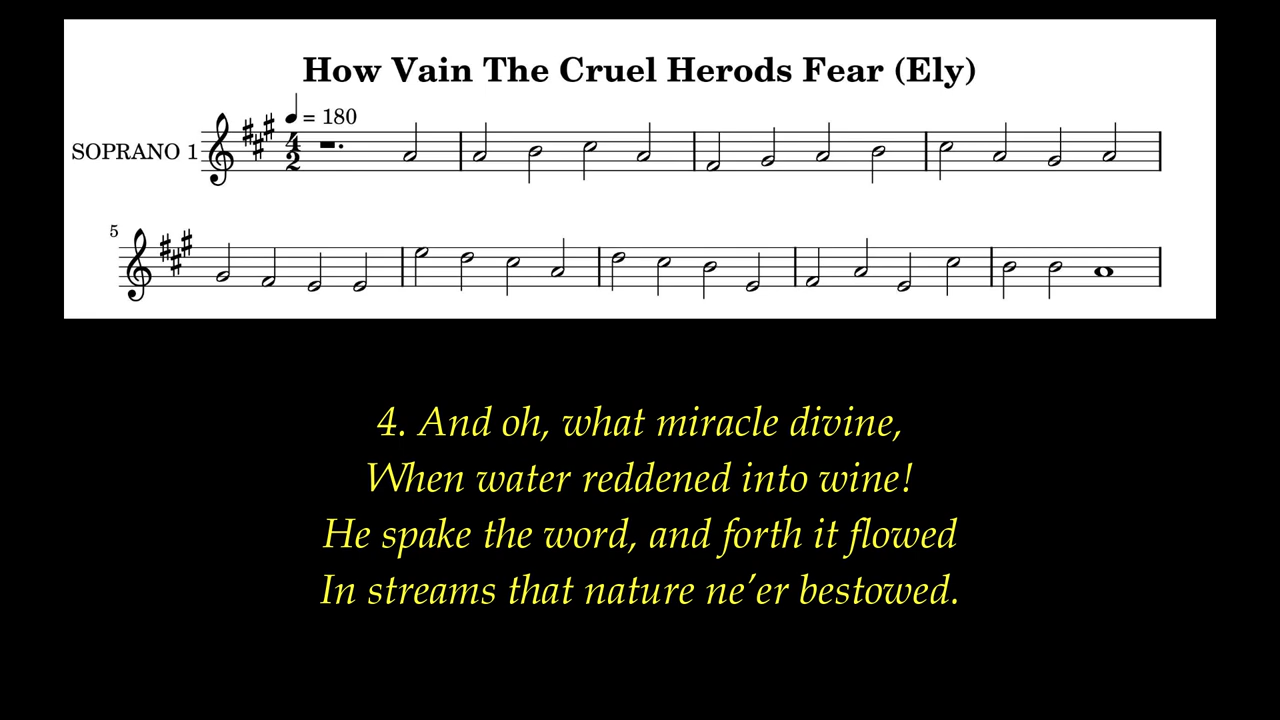 How Vain The Cruel Herods Fear (Ely)
= 180
SOPRANO 1
4
2
5
4. And oh, what miracle divine,
When water reddened into wine!
He spake the word, and forth it flowed
In streams that nature ne'er bestowed.